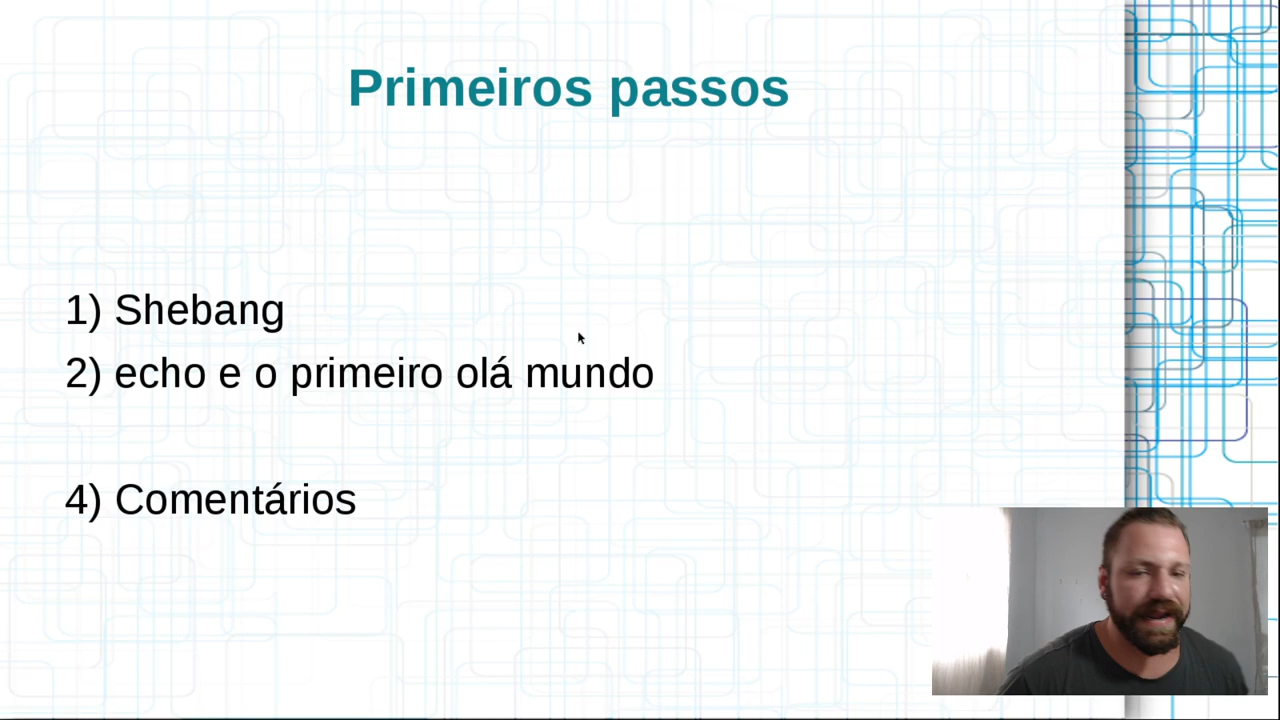 Primeiros passos
1) Shebang
2) echo e o primeiro olá mundo
4) Comentários